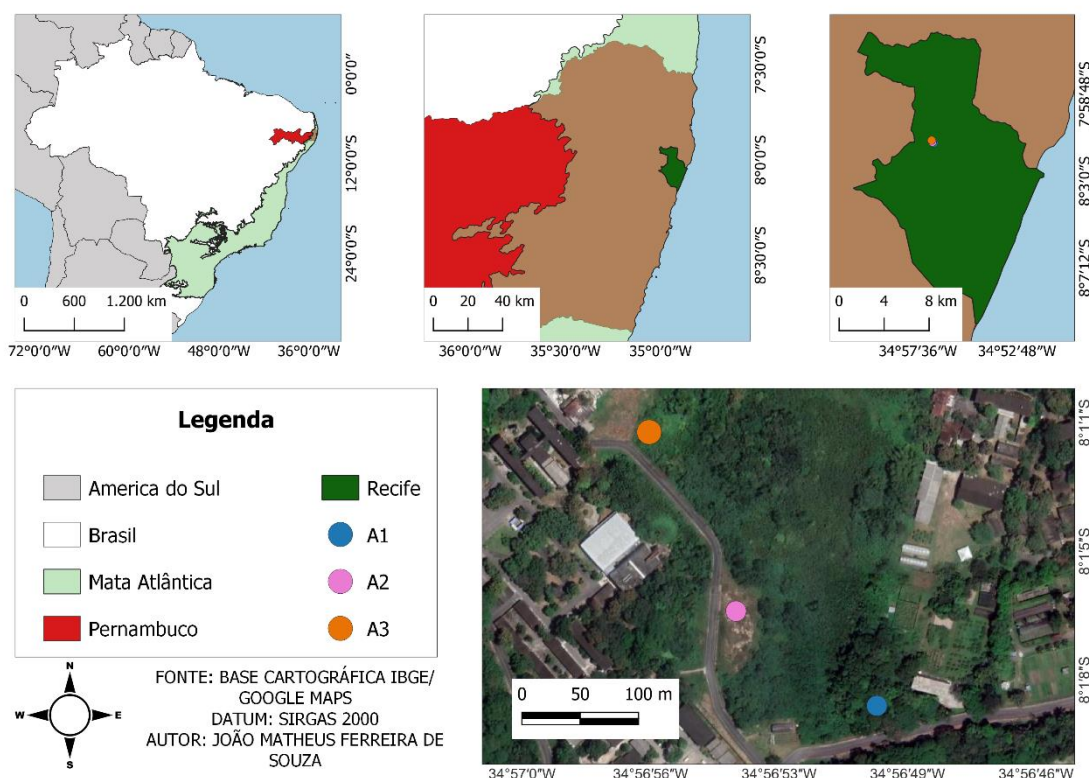 0°0'0"
12°0'0"S
24°0'0"S
0 600 1.200 km
72°0'0"W 60°0'0"W 48°0'0"W 36°0'0"W
7°30'0"S
8°0'0"S
8°30'0"S
0 20 40 km
36°0'0"W 35°30'0"W 35°0'0"W
7°58'48"S
8°3'0"S
8°7'12"S
0 4 8 km
34°57'36"W 34°52'48"W
Legenda
America do Sul
Brasil
Mata Atlântica
Pernambuco
Recife
A1
A2
A3
N
W E
S
FONTE: BASE CARTOGRÁFICA IBGE/
GOOGLE MAPS
DATUM: SIRGAS 2000
AUTOR: JOÃO MATHEUS FERREIRA DE
SOUZA
8°1'1"S
8°1'5"S
8°1'8"S
0 50 100 m
34°57'0"W 34°56'56"W 34°56'53"W 34°56'49"W 34°56'46"W